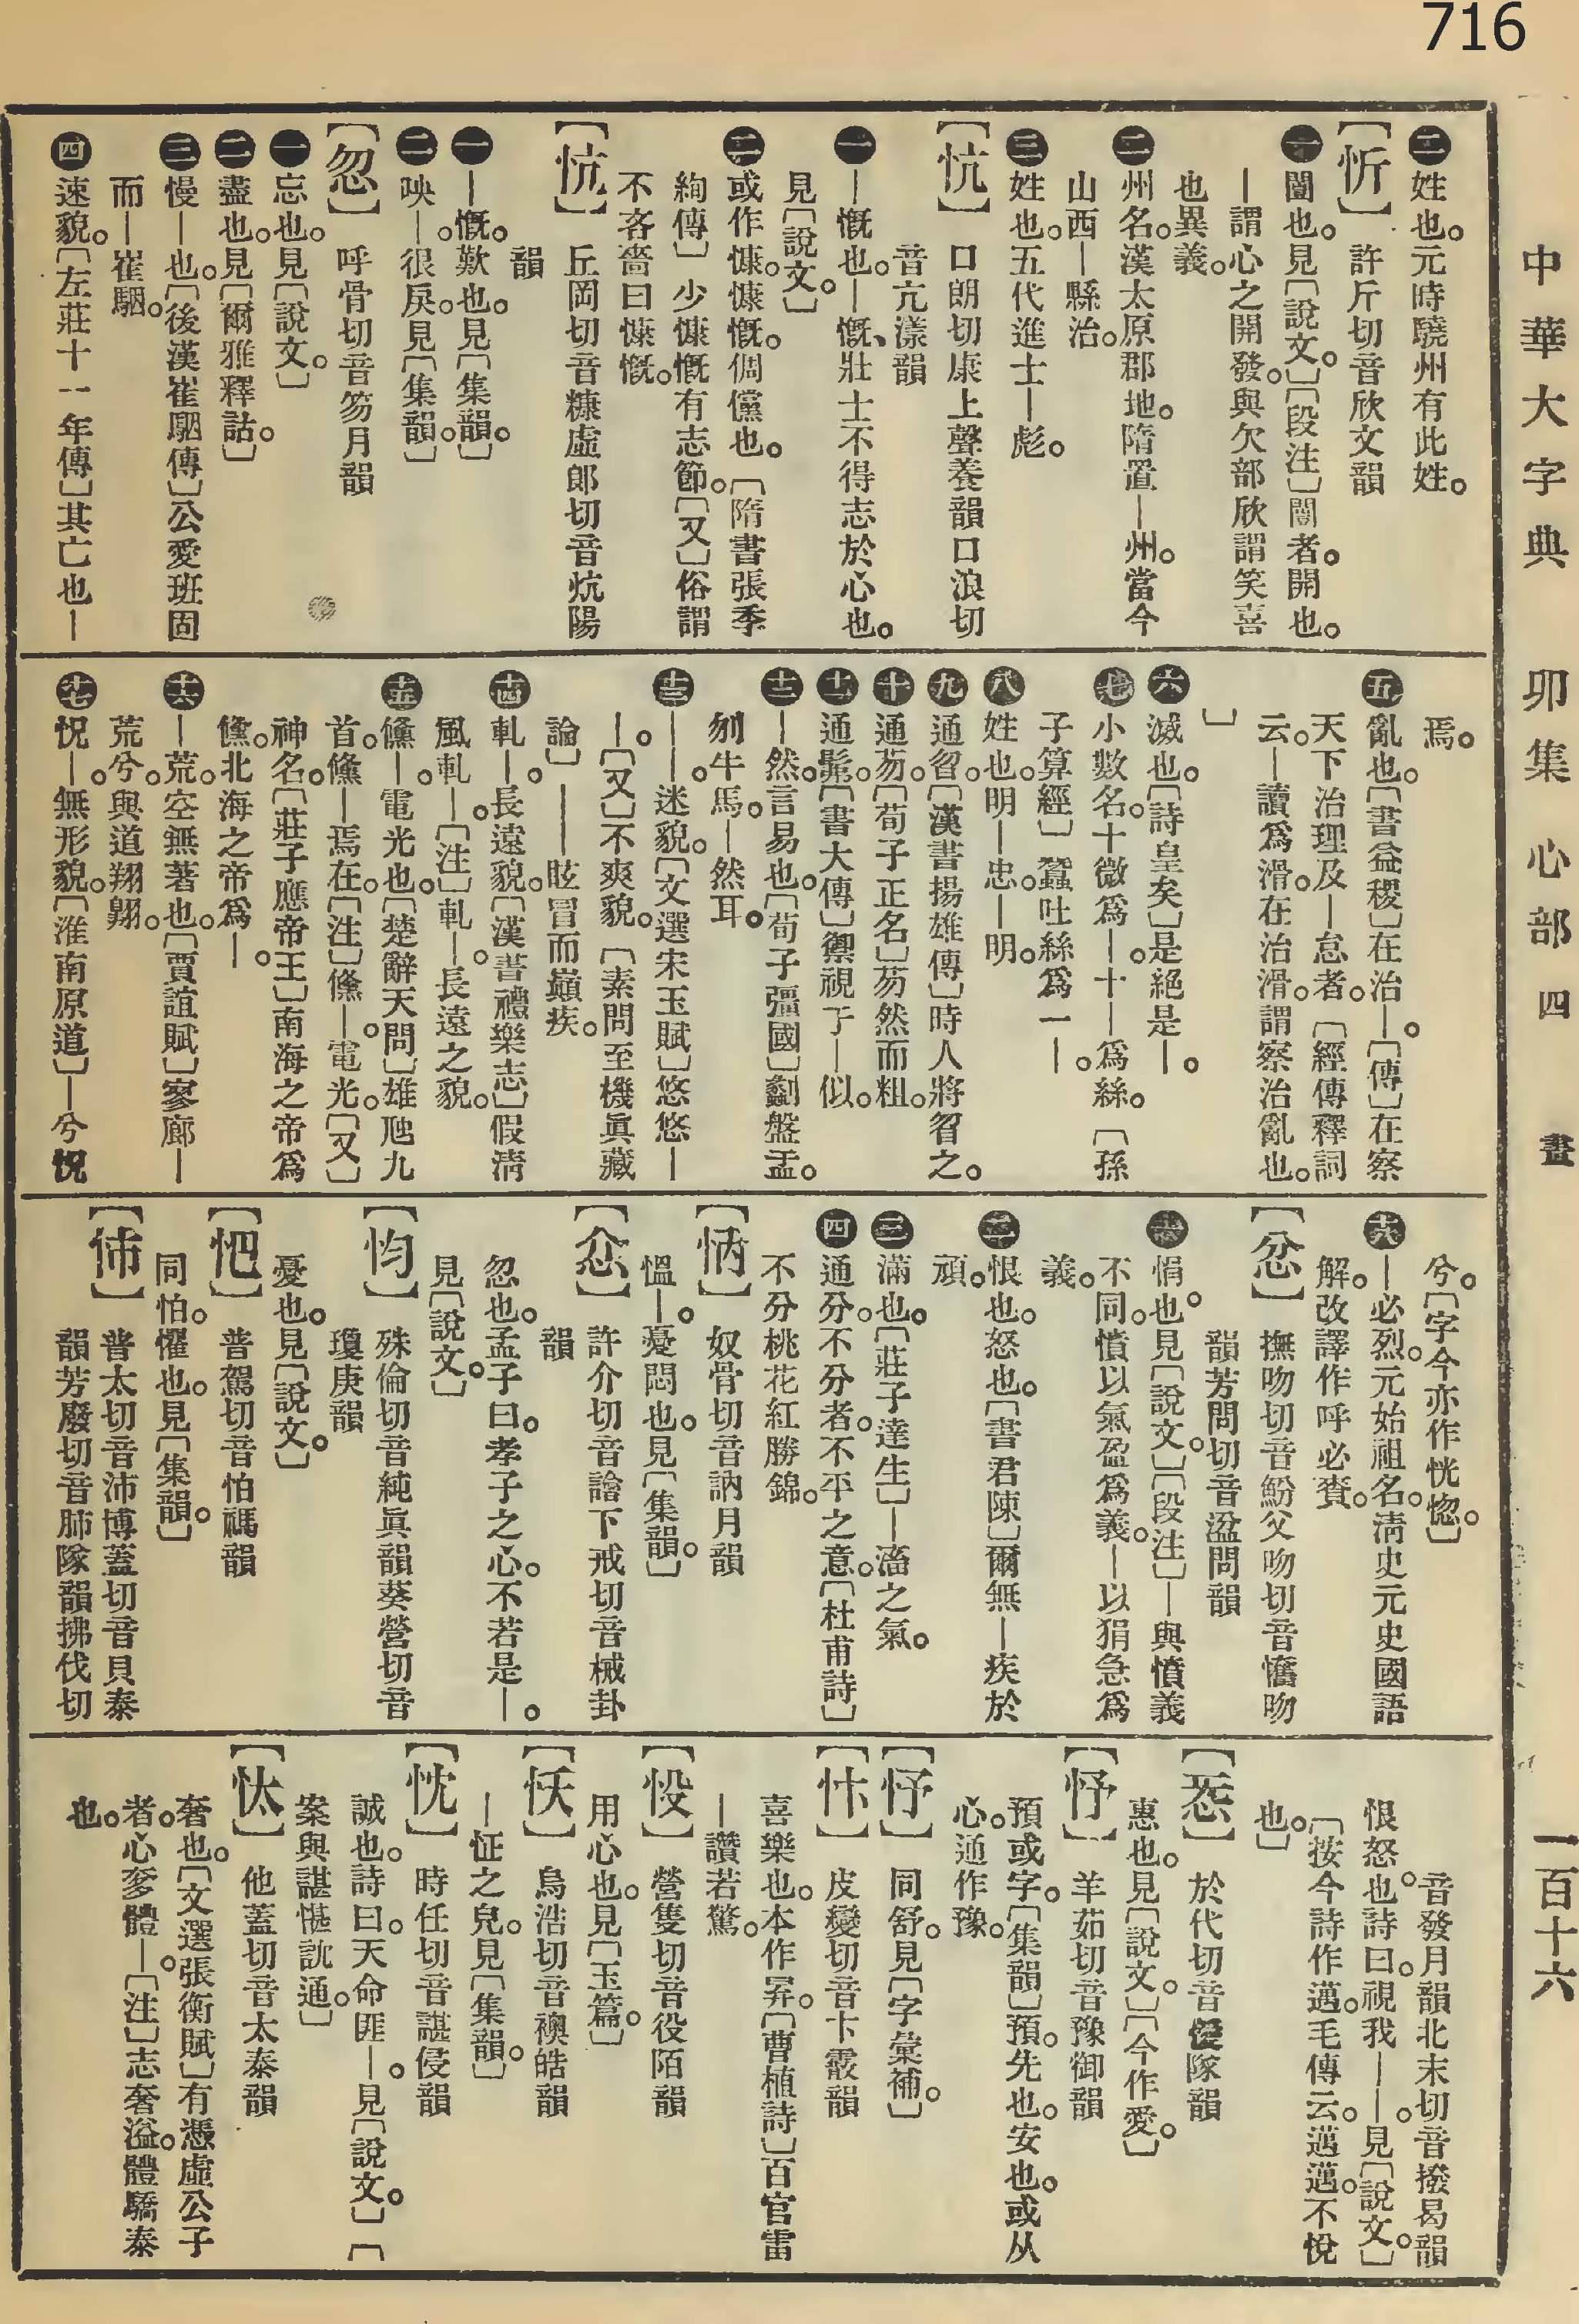 716
中華大字典 卯集 心部 四畫 一百十六
㊁姓也。元時驍州有此姓。
【忻】許斤切音欣文韻
㊀闓也。見〔說文。〕〔段注〕闓者。開也。
｜謂心之開發。與欠部欣謂笑喜
也異義。
㊁州名。漢太原郡地。隋置｜州。當今
山西｜縣治。
㊂姓也。五代進士｜彪。
【忼】口朗切康上聲養韻口浪切
音亢漾韻
㊀｜慨也。｜慨、壯士不得志於心也。
見〔說文。〕
㊁或作慷。慷慨。倜儻也。〔隋書張季
絢傳〕少慷慨有志節。〔又〕俗謂
不吝嗇曰慷慨。
【忼】丘岡切音糠虛郎切音炕陽
韻
㊀｜慨。歎也。見〔集韻。〕
㊁咉｜。很戾。見〔集韻。〕
【忽】呼骨切音笏月韻
㊀忘也。見〔說文。〕
㊁盡也。見〔爾雅釋詁。〕
㊂慢｜也。〔後漢崔駰傳〕公愛班固
而｜崔駰。
㊃速貌。〔左莊十一年傳〕其亡也｜
焉。
㊄亂也。〔書益稷〕在治｜。〔傳〕在察
天下治理及｜怠者。〔經傳釋詞
云。｜讀爲滑。在治滑。謂察治亂也。
〕
㊅滅也。〔詩皇矣〕是絕是｜。
㊆小數名。十微爲｜。十｜爲絲。〔孫
子算經〕蠶吐絲爲一｜。
㊇姓也。明｜忠。｜明。
㊈通曶。〔漢書揚雄傳〕時人將曶之。
㊉通芴。〔荀子正名〕芴然而粗。
十一通髣。〔書大傳〕禦視于｜似。
十二｜然。言易也。〔荀子彊國〕劙盤盂。
刎牛馬。｜然耳。
十三｜｜。迷貌。〔文選宋玉賦〕悠悠｜
｜。〔又〕不爽貌。〔素問至機眞藏
論〕｜｜眩冒而巔疾。
十四軋｜。長遠貌。〔漢書禮樂志〕假淸
風軋｜。〔注〕軋｜。長遠之貌。
十五儵｜。電光也。〔楚辭天問〕雄虺九
首。儵｜焉在。〔注〕儵｜。電光。〔又〕
神名。〔莊子應帝王〕南海之帝爲
儵。北海之帝爲｜。
十六｜荒。空無著也。〔賈誼賦〕寥廓｜
荒兮。與道翔翺。
十七怳｜。無形貌。〔淮南原道〕｜兮怳
兮。〔字今亦作恍惚。〕
十八｜必烈。元始祖名。淸史元史國語
解。改譯作呼必賚。
【忿】撫吻切音魵父吻切音憤吻
韻芳問切音湓問韻
㊀悁也。見〔說文。〕〔段注〕｜與憤義
不同。憤以氣盈爲義。｜以狷急爲
義。
㊁恨也。怒也。〔書君陳〕爾無｜疾於
頑。
㊂滿也。〔莊子達生〕｜滀之氣。
㊃通分。不分者。不平之意。〔杜甫詩〕
不分桃花紅勝錦。
【㤕】奴骨切音訥月韻
慍｜。憂悶也。見〔集韻。〕
【忦】許介切音譮下戒切音械卦
韻
忽也。孟子曰。孝子之心。不若是｜。
見〔說文。〕
【㤋】殊倫切音純眞韻葵營切音
瓊庚韻
憂也。見〔說文。〕
【㞎】普駕切音怕禡韻
同怕。懼也。見〔集韻。〕
【㤄】普太切音沛博蓋切音貝泰
韻芳廢切音肺隊韻拂伐切
音發月韻北末切音撥曷韻
恨怒。也詩曰。視我｜｜。見〔說文。〕
〔按今詩作邁。毛傳云。邁邁。不悅
也。〕
【㤅】於代切音僾隊韻
惠也。見〔說文。〕〔今作愛。〕
【忬】羊茹切音豫御韻
預或字。〔集韻〕預。先也。安也。或从
心。通作豫。
【忬】同舒。見〔字彙補。〕
【忭】皮變切音卞霰韻
喜樂也。本作昪。〔曹植詩〕百官雷
｜讚若驚。
【㤥】營隻切音役陌韻
用心也。見〔玉篇。〕
【㤇】烏浩切音襖皓韻
｜怔之皃。見〔集韻。〕
【忱】時任切音諶侵韻
誠也。詩曰。天命匪｜。見〔說文。〕〔
案與諶愖訦通。〕
【忲】他蓋切音太泰韻
奢也。〔文選張衡賦〕有憑虛公子
者。心奓體｜。〔注〕志奢溢。體驕泰
也。